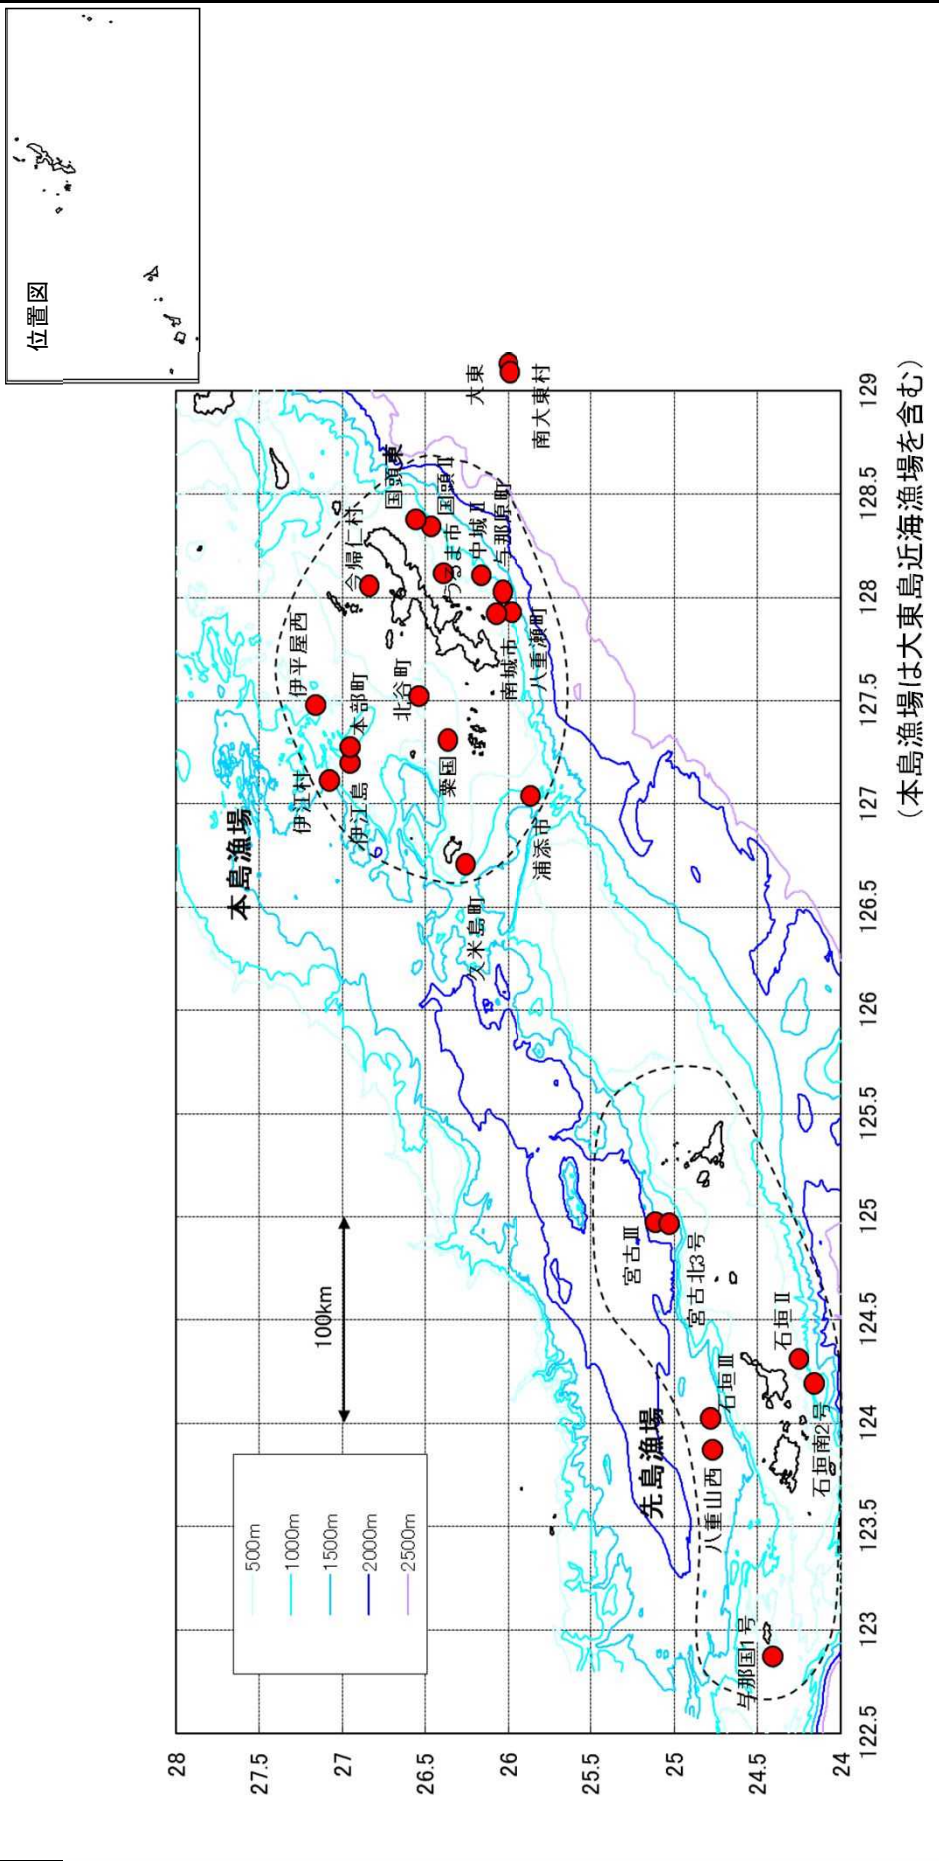 位置図
本島漁場
伊平屋西
伊江村
本部町
伊江島
今帰仁村
国頭東
国頭Ⅱ
うるま市
中城Ⅱ
与那原町
南城市
八重瀬町
北谷町
粟国
久米島町
浦添市
大東
南大東村
先島漁場
宮古Ⅲ
宮古北3号
石垣Ⅱ
石垣Ⅲ
石垣南2号
八重山西
与那国1号
100km
500m
1000m
1500m
2000m
2500m
28
27.5
27
26.5
26
25.5
25
24.5
24
122.5
123
123.5
124
124.5
125
125.5
126
126.5
127
127.5
128
128.5
129
(本島漁場は大東島近海漁場を含む)